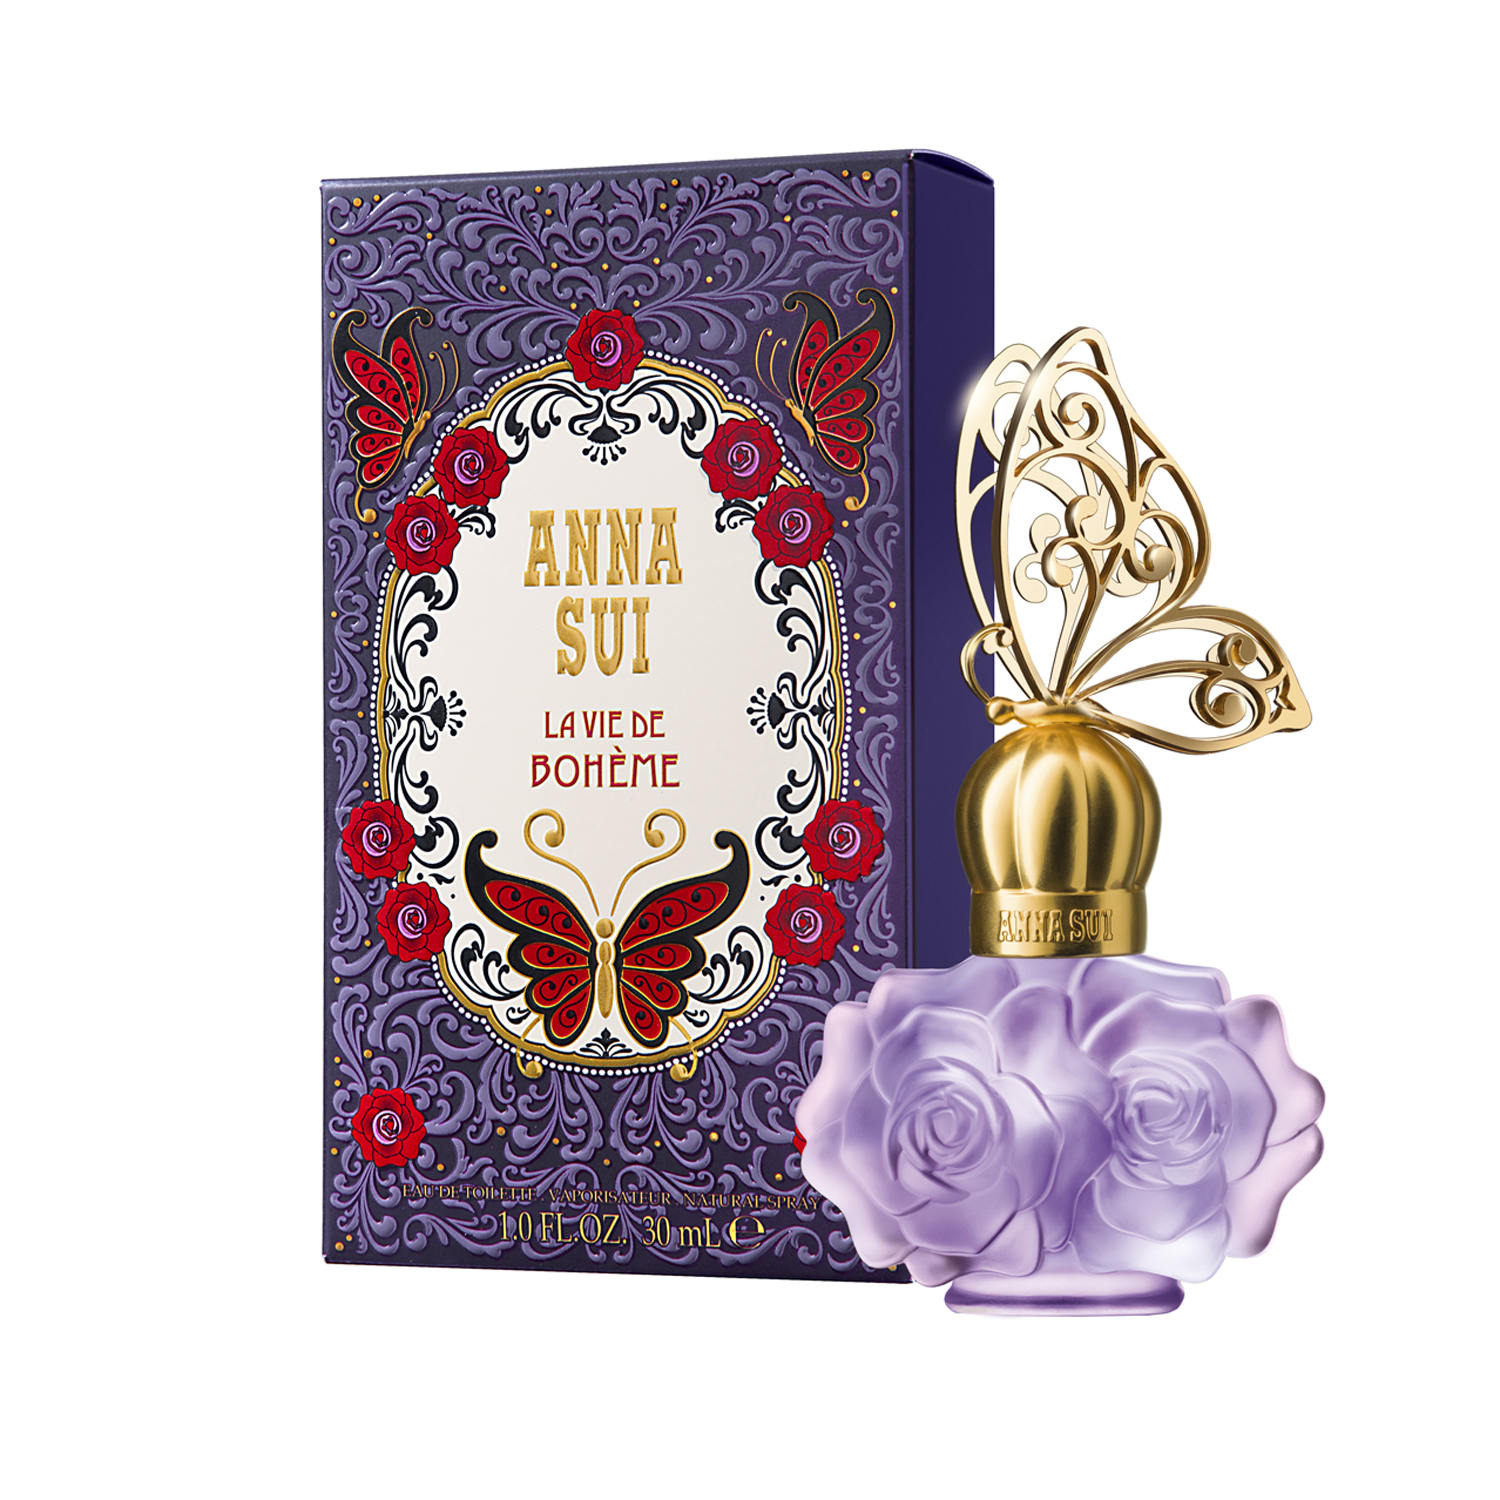 ANNA
SUI
LA VIE DE
BOHÈME
EAU DE TOILETTE . VAPORISATEUR . NATURAL SPRAY
1.0 FL.OZ. 30 mL ℮
ANNA SUI